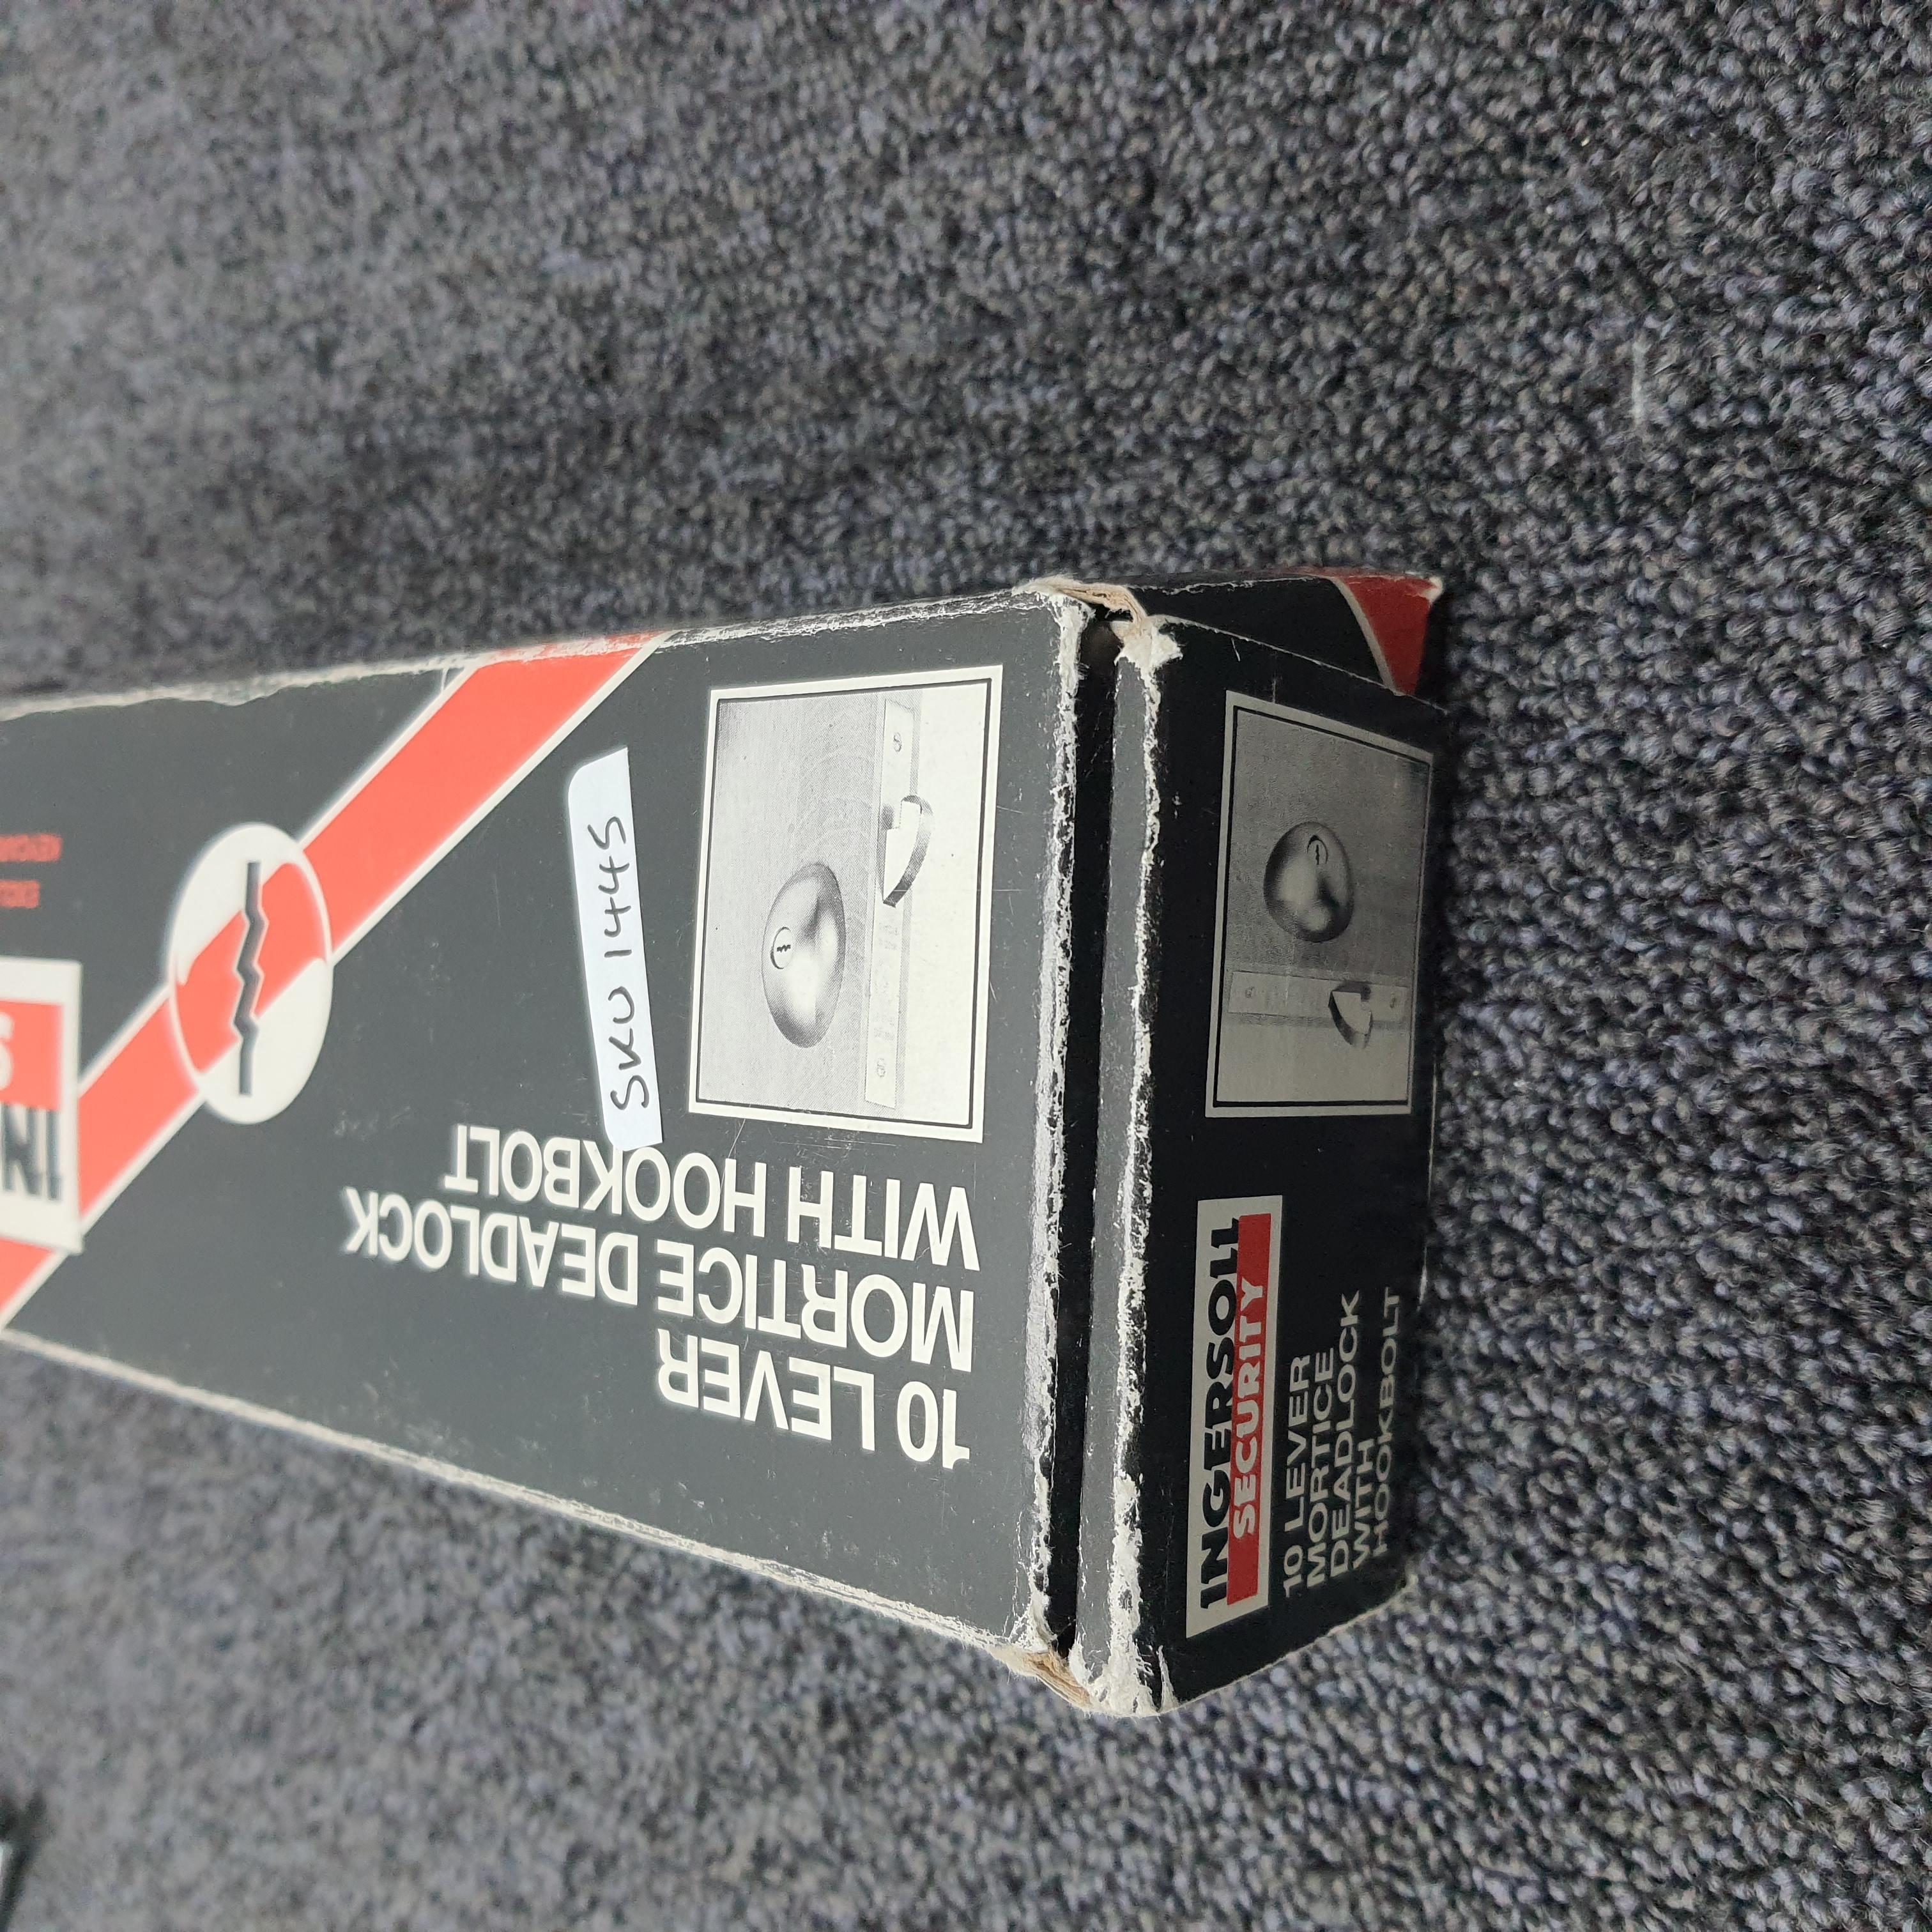 10 LEVER
MORTICE DEADLOCK
WITH HOOKBOLT
SKU 1445
INGERSOLL
SECURITY
10 LEVER
MORTICE
DEADLOCK
WITH
HOOKBOLT